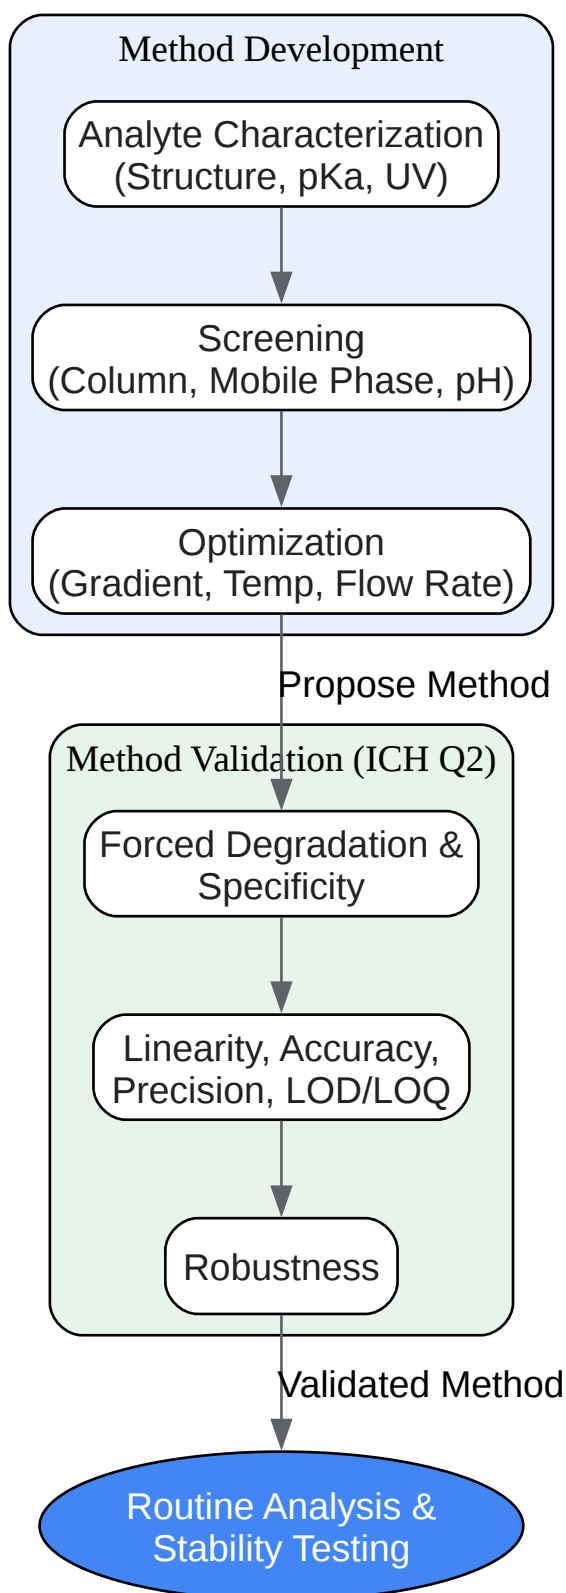 Method Development
Analyte Characterization
(Structure, pKa, UV)
Screening
(Column, Mobile Phase, pH)
Optimization
(Gradient, Temp, Flow Rate)
Propose Method
Method Validation (ICH Q2)
Forced Degradation &
Specificity
Linearity, Accuracy,
Precision, LOD/LOQ
Robustness
Validated Method
Routine Analysis &
Stability Testing